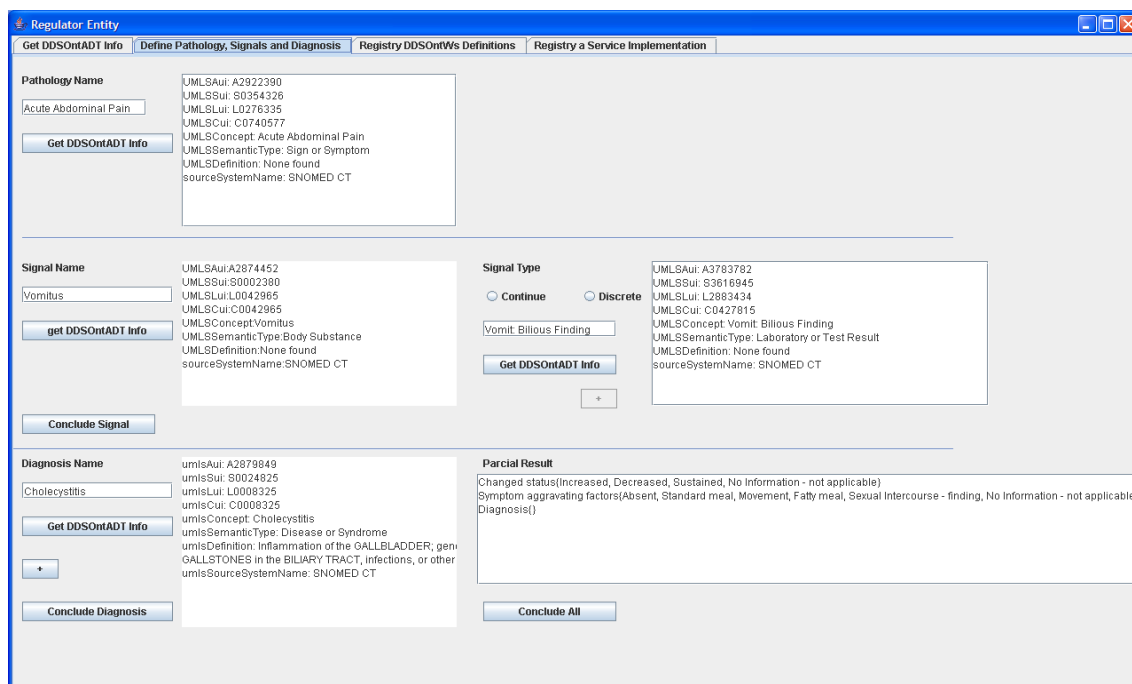 Regulator Entity
Get DDSOntADT Info
Define Pathology, Signals and Diagnosis
Registry DDSOntWs Definitions
Registry a Service Implementation
Pathology Name
Acute Abdominal Pain
Get DDSOntADT Info
UMLSAui: A2922390
UMLSSui: S0354326
UMLSLui: L0276335
UMLSCui: C0740577
UMLSConcept: Acute Abdominal Pain
UMLSSemanticType: Sign or Symptom
UMLSDefinition: None found
sourceSystemName: SNOMED CT
Signal Name
Vomitus
get DDSOntADT Info
Conclude Signal
UMLSAui:A2874452
UMLSSui:S0002380
UMLSLui:L0042965
UMLSCui:C0042965
UMLSConcept:Vomitus
UMLSSemanticType:Body Substance
UMLSDefinition:None found
sourceSystemName:SNOMED CT
Signal Type
Continue
Discrete
Vomit: Bilious Finding
Get DDSOntADT Info
+
UMLSAui: A3783782
UMLSSui: S3616945
UMLSLui: L2883434
UMLSCui: C0427815
UMLSConcept: Vomit: Bilious Finding
UMLSSemanticType: Laboratory or Test Result
UMLSDefinition: None found
sourceSystemName: SNOMED CT
Diagnosis Name
Cholecystitis
Get DDSOntADT Info
+
Conclude Diagnosis
umlsAui: A2879849
umlsSui: S0024825
umlsLui: L0008325
umlsCui: C0008325
umlsConcept: Cholecystitis
umlsSemanticType: Disease or Syndrome
umlsDefinition: Inflammation of the GALLBLADDER; gen
GALLSTONES in the BILIARY TRACT, infections, or other
umlsSourceSystemName: SNOMED CT
Parcial Result
Changed status{Increased, Decreased, Sustained, No Information - not applicable}
Symptom aggravating factors{Absent, Standard meal, Movement, Fatty meal, Sexual Intercourse - finding, No Information - not applicable
Diagnosis{}
Conclude All